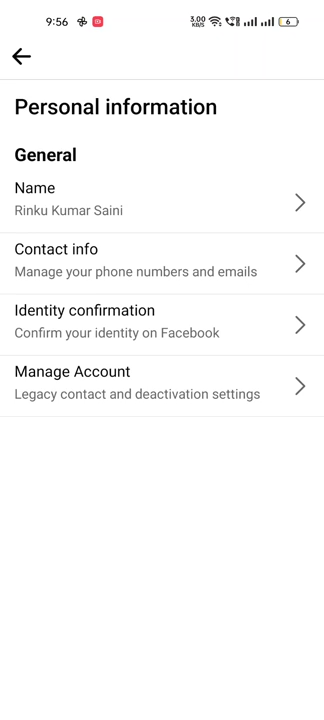 9:56
3.00
KB/S
6
Personal information
General
Name
Rinku Kumar Saini
Contact info
Manage your phone numbers and emails
Identity confirmation
Confirm your identity on Facebook
Manage Account
Legacy contact and deactivation settings